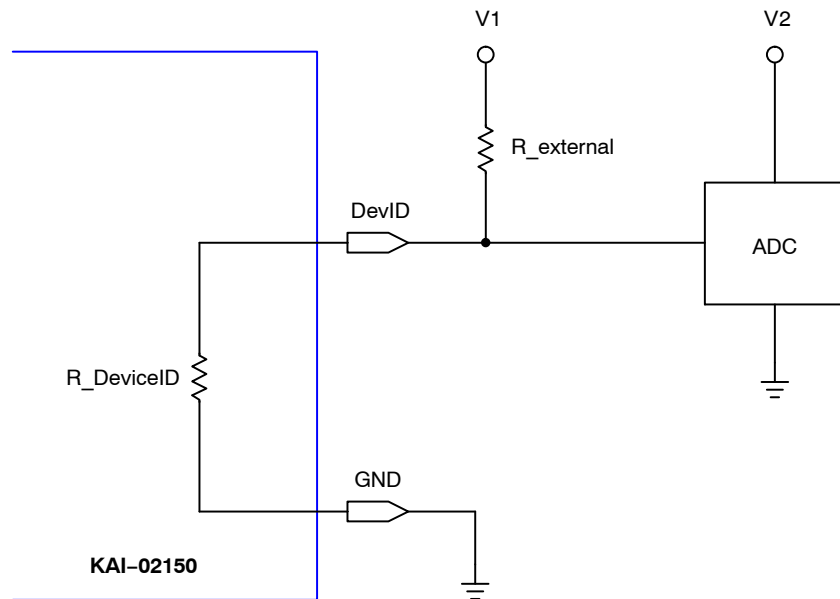 V1
V2
R_external
DevID
ADC
R_DeviceID
GND
KAI–02150